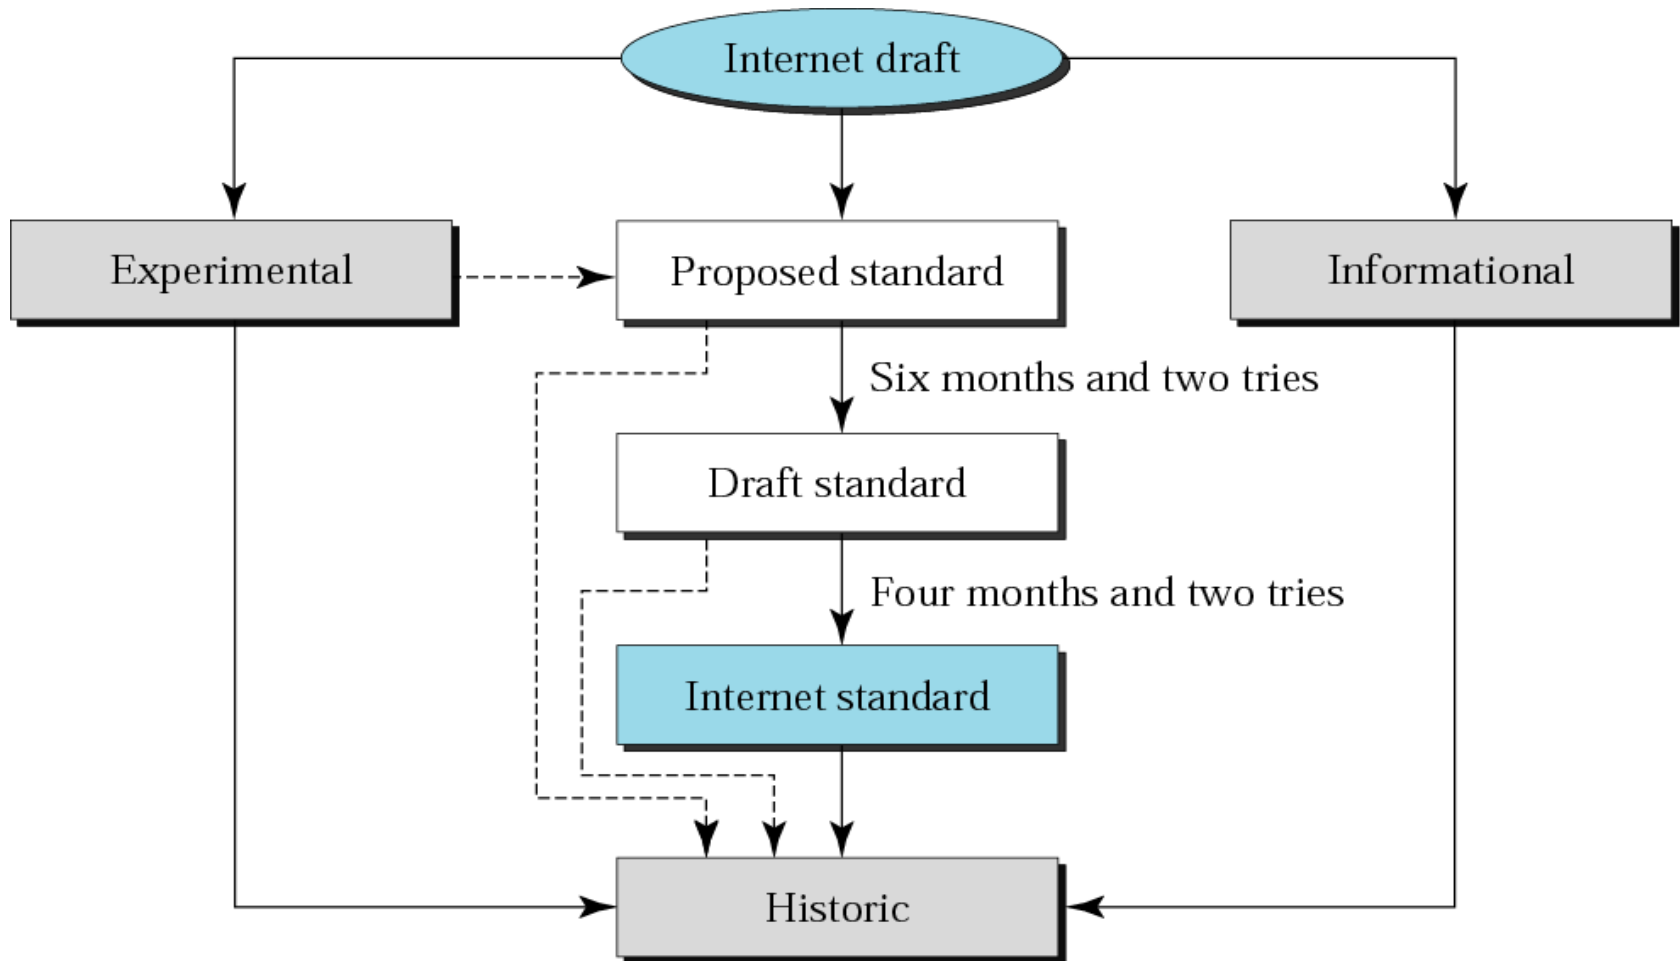 Internet draft
Experimental
Proposed standard
Informational
Six months and two tries
Draft standard
Four months and two tries
Internet standard
Historic